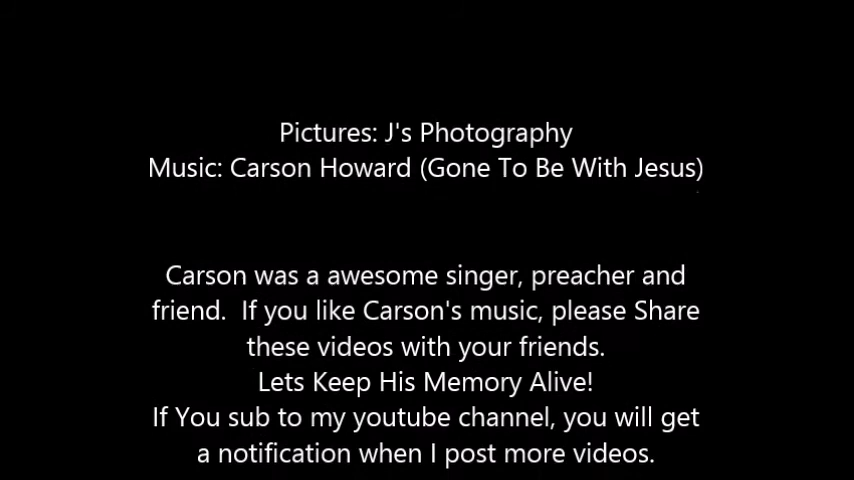 Pictures: J's Photography
Music: Carson Howard (Gone To Be With Jesus)
Carson was a awesome singer, preacher and
friend.  If you like Carson's music, please Share
these videos with your friends.
Lets Keep His Memory Alive!
If You sub to my youtube channel, you will get
a notification when I post more videos.